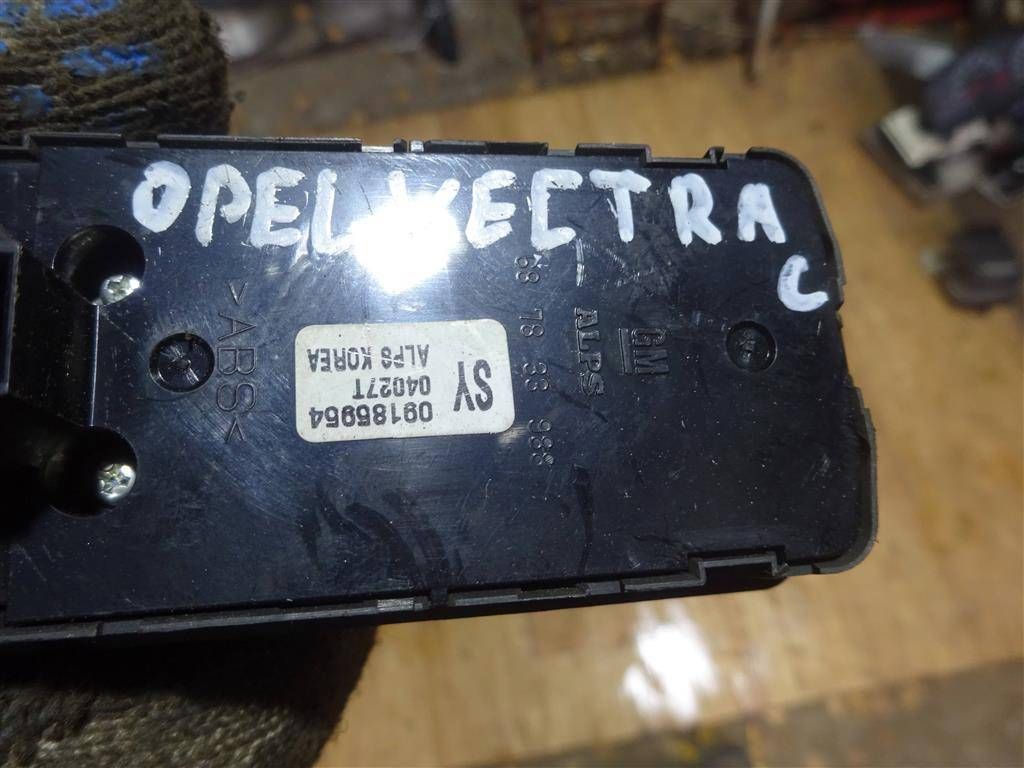 OPEL VECTRA
C
>ABS<
09185954
04027T
SY
ALPS KOREA
GM
ALPS